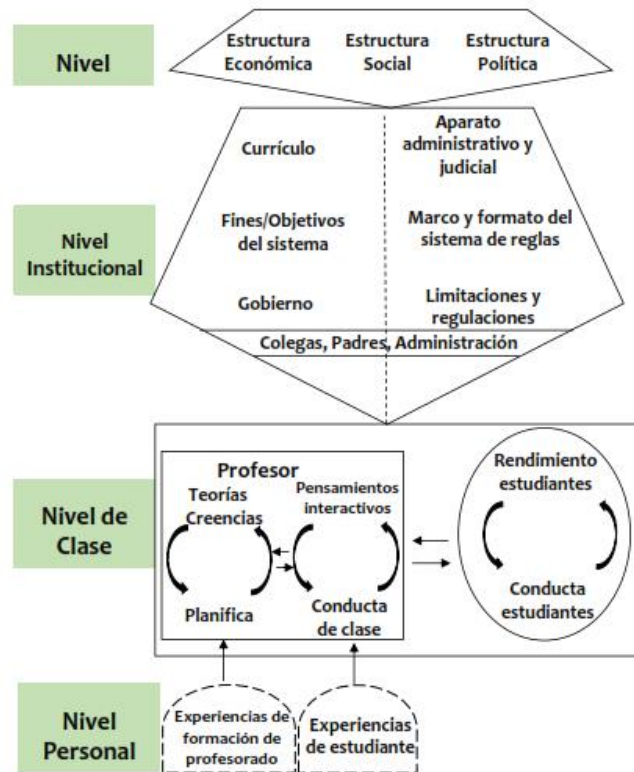 Nivel
Estructura
Económica
Estructura
Social
Estructura
Política
Nivel
Institucional
Currículo
Aparato
administrativo y
judicial
Fines/Objetivos
del sistema
Marco y formato del
sistema de reglas
Gobierno
Limitaciones y
regulaciones
Colegas, Padres, Administración
Nivel de
Clase
Profesor
Teorías
Creencias
Pensamientos
interactivos
Planifica
Conducta
de clase
Rendimiento
estudiantes
Conducta
estudiantes
Nivel
Personal
Experiencias de
formación de
profesorado
Experiencias
de estudiante